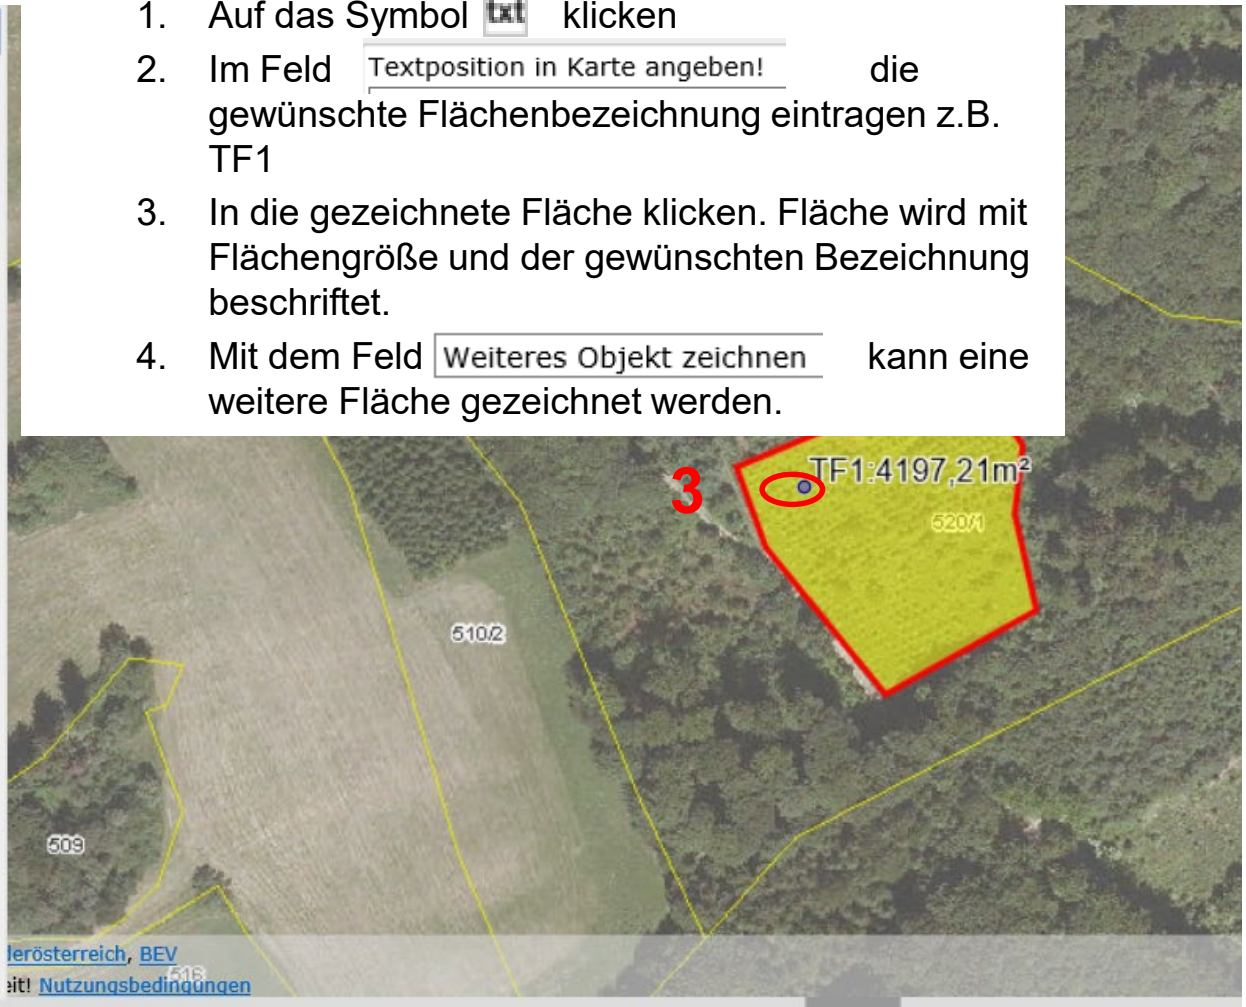 1. Auf das Symbol txt klicken
2. Im Feld Textposition in Karte angeben! die
gewünschte Flächenbezeichnung eintragen z.B.
TF1
3. In die gezeichnete Fläche klicken. Fläche wird mit
Flächengröße und der gewünschten Bezeichnung
beschriftet.
4. Mit dem Feld Weiteres Objekt zeichnen kann eine
weitere Fläche gezeichnet werden.
3
TF1:4197,21m²
520/1
510/2
509
lerösterreich, BEV
516
eit! Nutzungsbedingungen